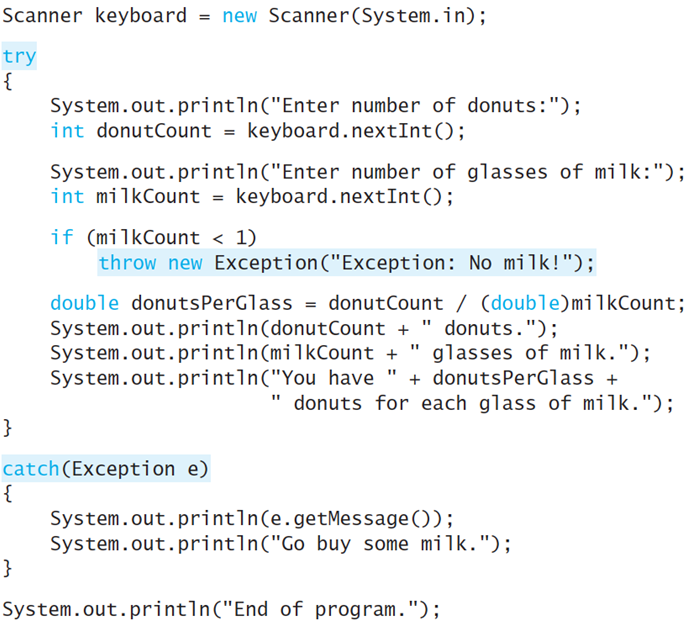 Scanner keyboard = new Scanner(System.in);
try
{
    System.out.println("Enter number of donuts:");
    int donutCount = keyboard.nextInt();
    System.out.println("Enter number of glasses of milk:");
    int milkCount = keyboard.nextInt();
    if (milkCount < 1)
        throw new Exception("Exception: No milk!");
    double donutsPerGlass = donutCount / (double)milkCount;
    System.out.println(donutCount + " donuts.");
    System.out.println(milkCount + " glasses of milk.");
    System.out.println("You have " + donutsPerGlass +
                       " donuts for each glass of milk.");
}
catch(Exception e)
{
    System.out.println(e.getMessage());
    System.out.println("Go buy some milk.");
}
System.out.println("End of program.");